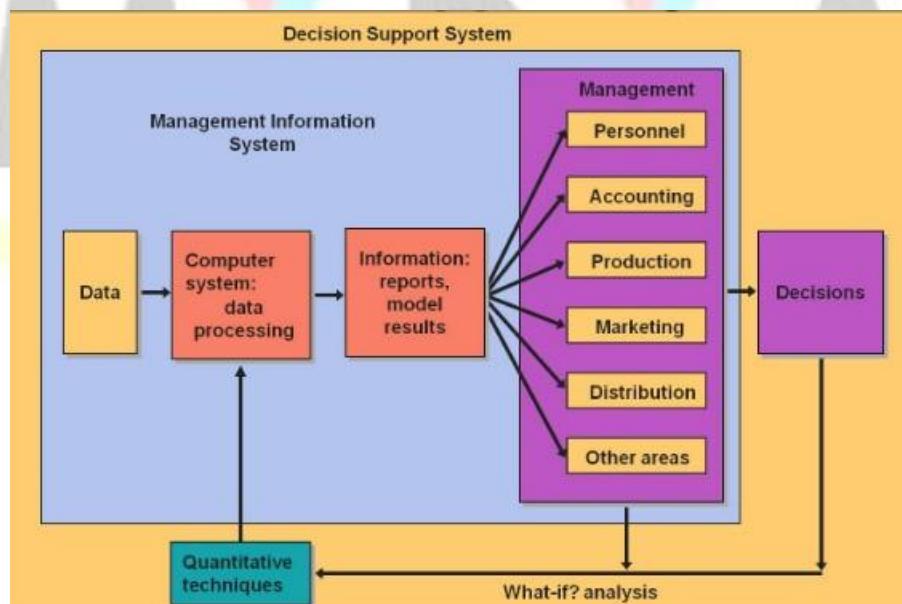 Decision Support System
Management Information
System
Data
Computer
system:
data
processing
Information:
reports,
model
results
Management
Personnel
Accounting
Production
Marketing
Distribution
Other areas
Decisions
Quantitative
techniques
What-if? analysis